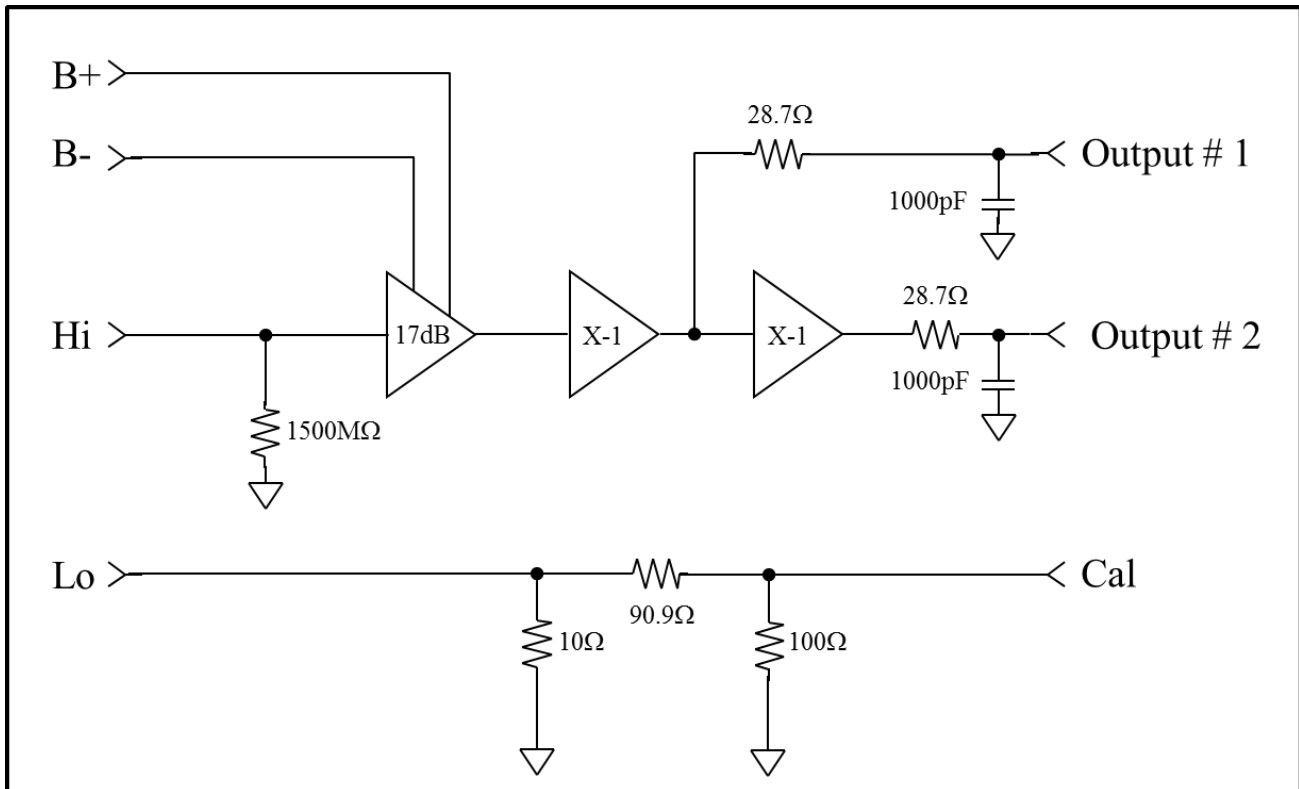 B+
B-
28.7Ω
Output # 1
1000pF
Hi
17dB
X-1
X-1
28.7Ω
Output # 2
1000pF
1500MΩ
Lo
90.9Ω
Cal
10Ω
100Ω